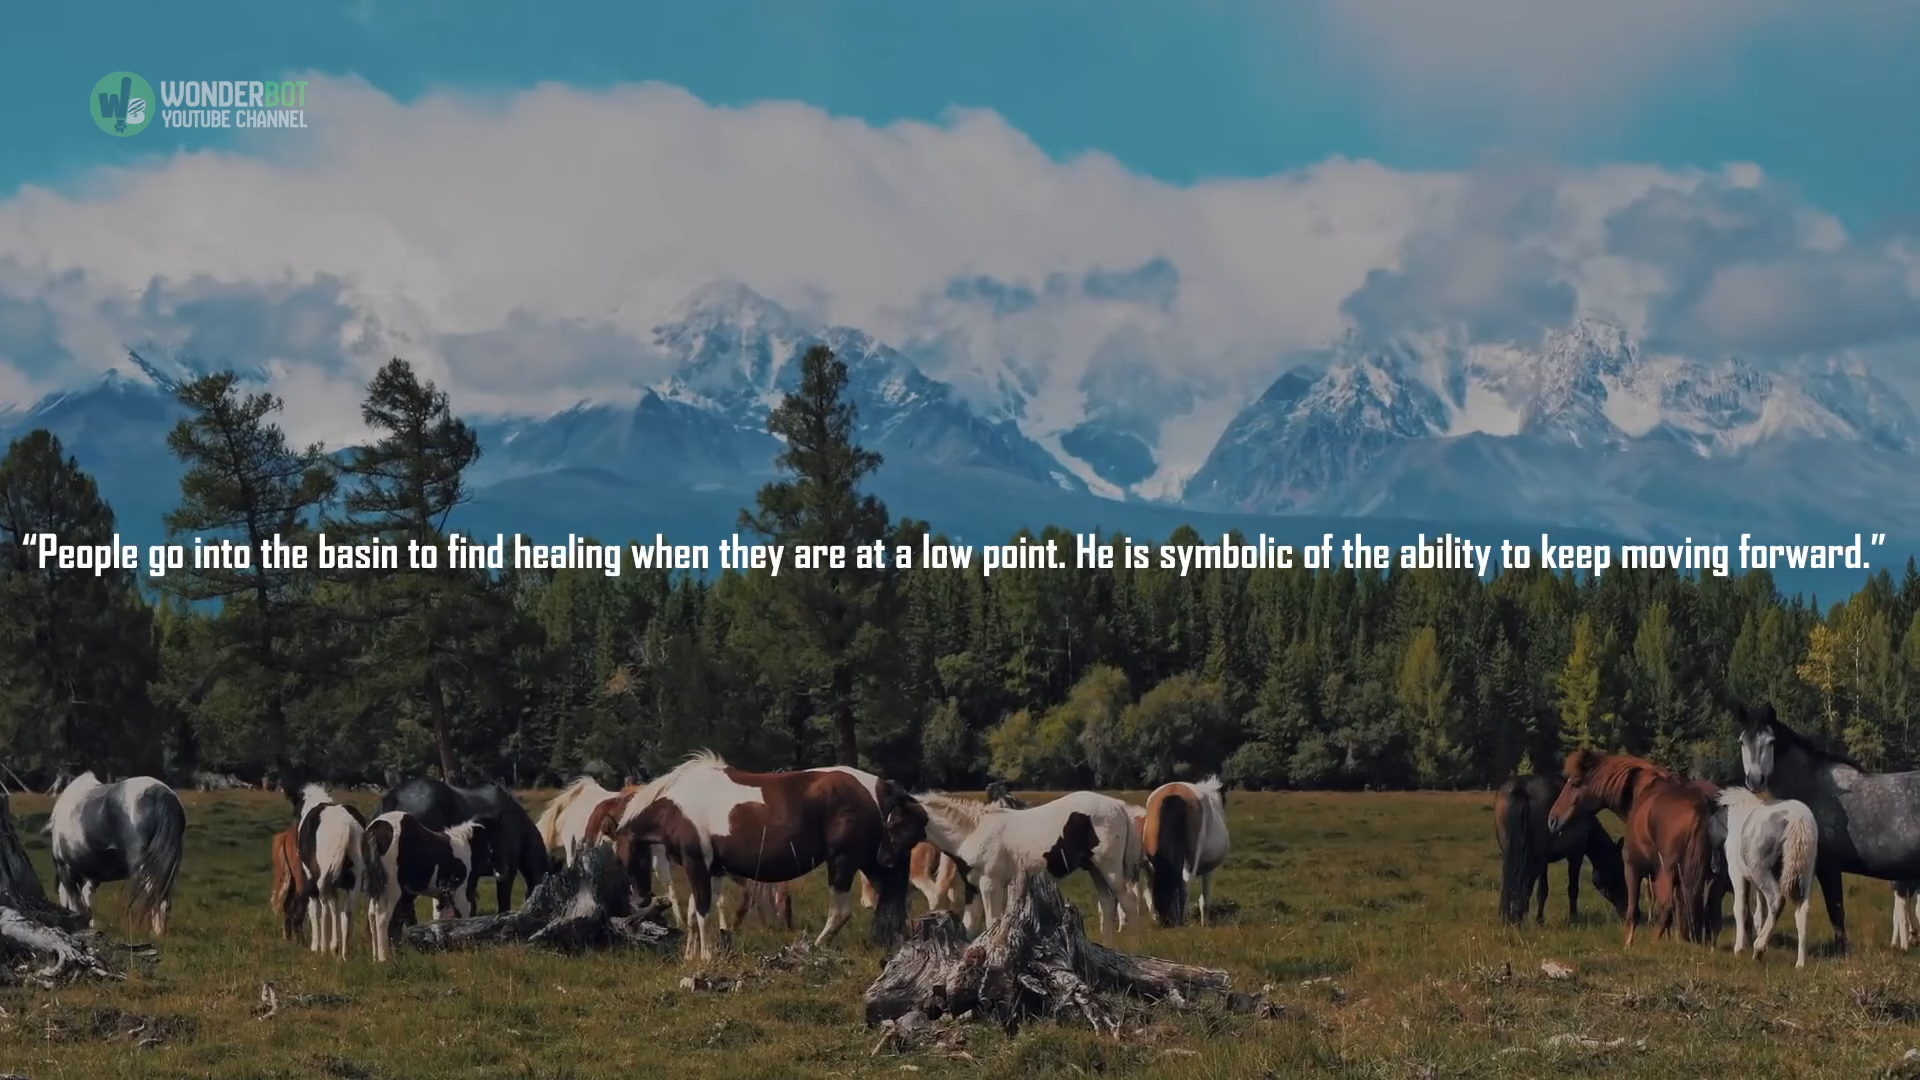 WONDERBOT
YOUTUBE CHANNEL
“People go into the basin to find healing when they are at a low point. He is symbolic of the ability to keep moving forward.”